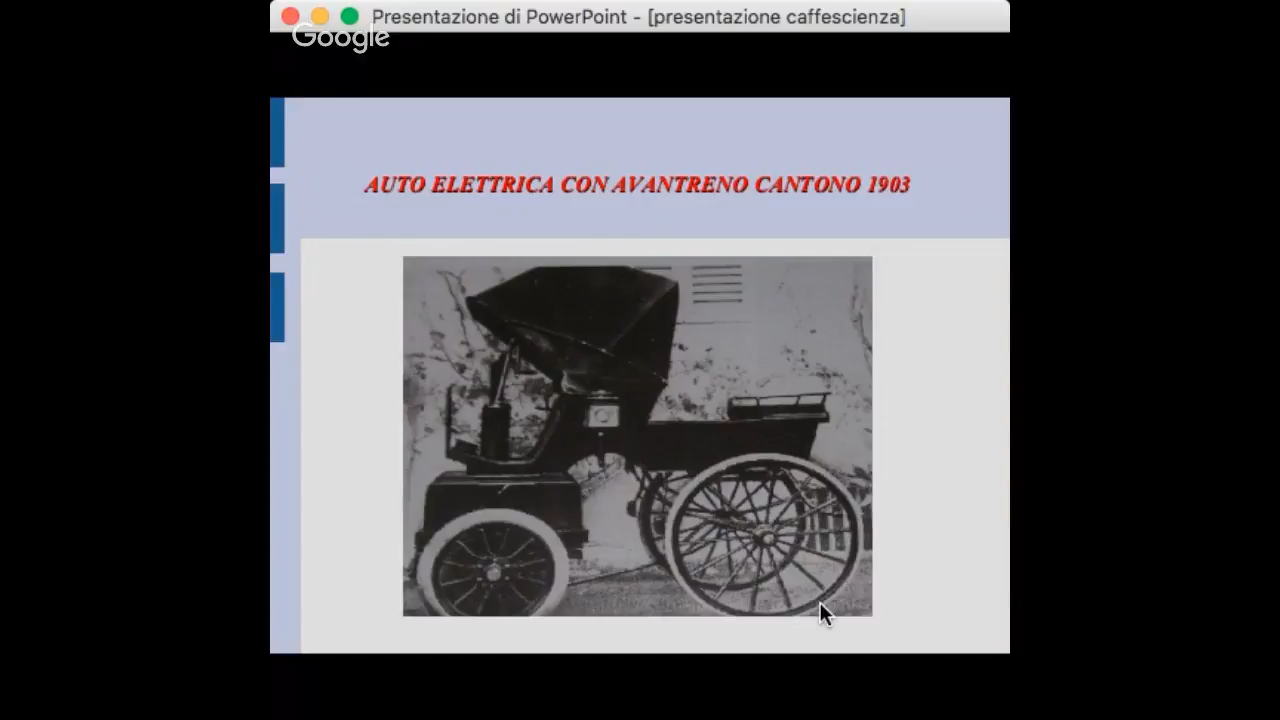 Presentazione di PowerPoint - [presentazione caffescienza]
Google
AUTO ELETTRICA CON AVANTRENO CANTONO 1903